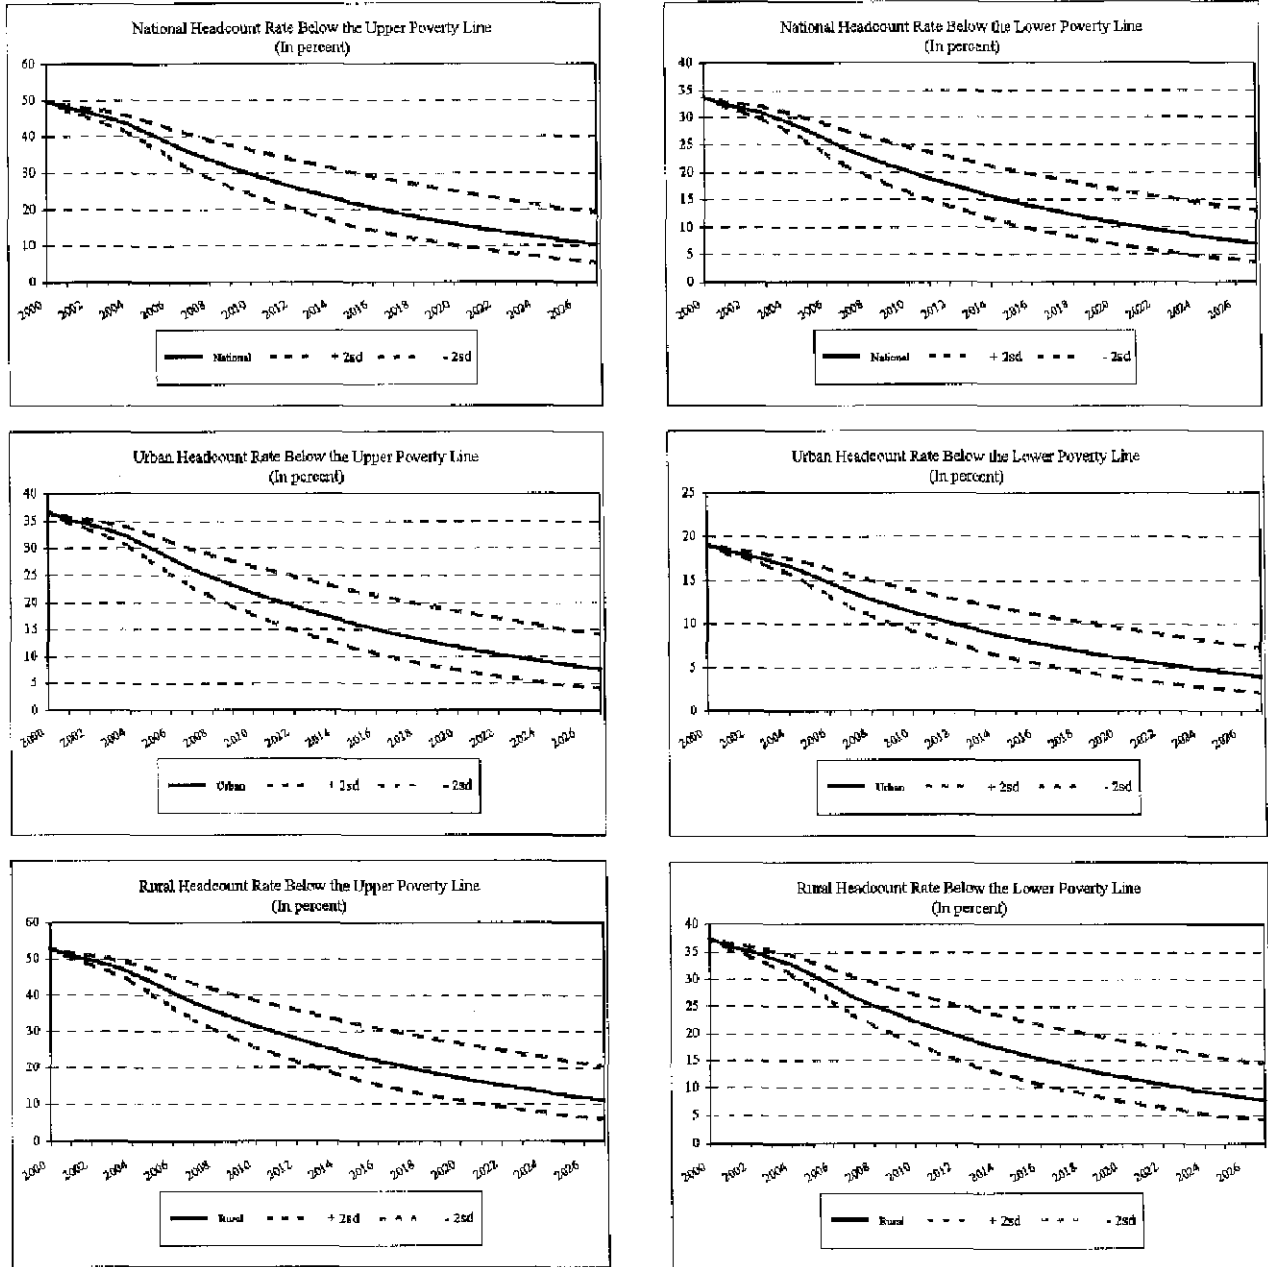 National Headcount Rate Below the Upper Poverty Line
(In percent)
60
50
40
30
20
10
0
2000 2002 2004 2006 2008 2010 2012 2014 2016 2018 2020 2022 2024 2026
National + 2sd - 2sd
National Headcount Rate Below the Lower Poverty Line
(In percent)
40
35
30
25
20
15
10
5
0
2000 2002 2004 2006 2008 2010 2012 2014 2016 2018 2020 2022 2024 2026
National + 2sd - 2sd
Urban Headcount Rate Below the Upper Poverty Line
(In percent)
40
35
30
25
20
15
10
5
0
2000 2002 2004 2006 2008 2010 2012 2014 2016 2018 2020 2022 2024 2026
Urban + 2sd - 2sd
Urban Headcount Rate Below the Lower Poverty Line
(In percent)
25
20
15
10
5
0
2000 2002 2004 2006 2008 2010 2012 2014 2016 2018 2020 2022 2024 2026
Urban + 2sd - 2sd
Rural Headcount Rate Below the Upper Poverty Line
(In percent)
60
50
40
30
20
10
0
2000 2002 2004 2006 2008 2010 2012 2014 2016 2018 2020 2022 2024 2026
Rural + 2sd - 2sd
Rural Headcount Rate Below the Lower Poverty Line
(In percent)
40
35
30
25
20
15
10
5
0
2000 2002 2004 2006 2008 2010 2012 2014 2016 2018 2020 2022 2024 2026
Rural + 2sd - 2sd